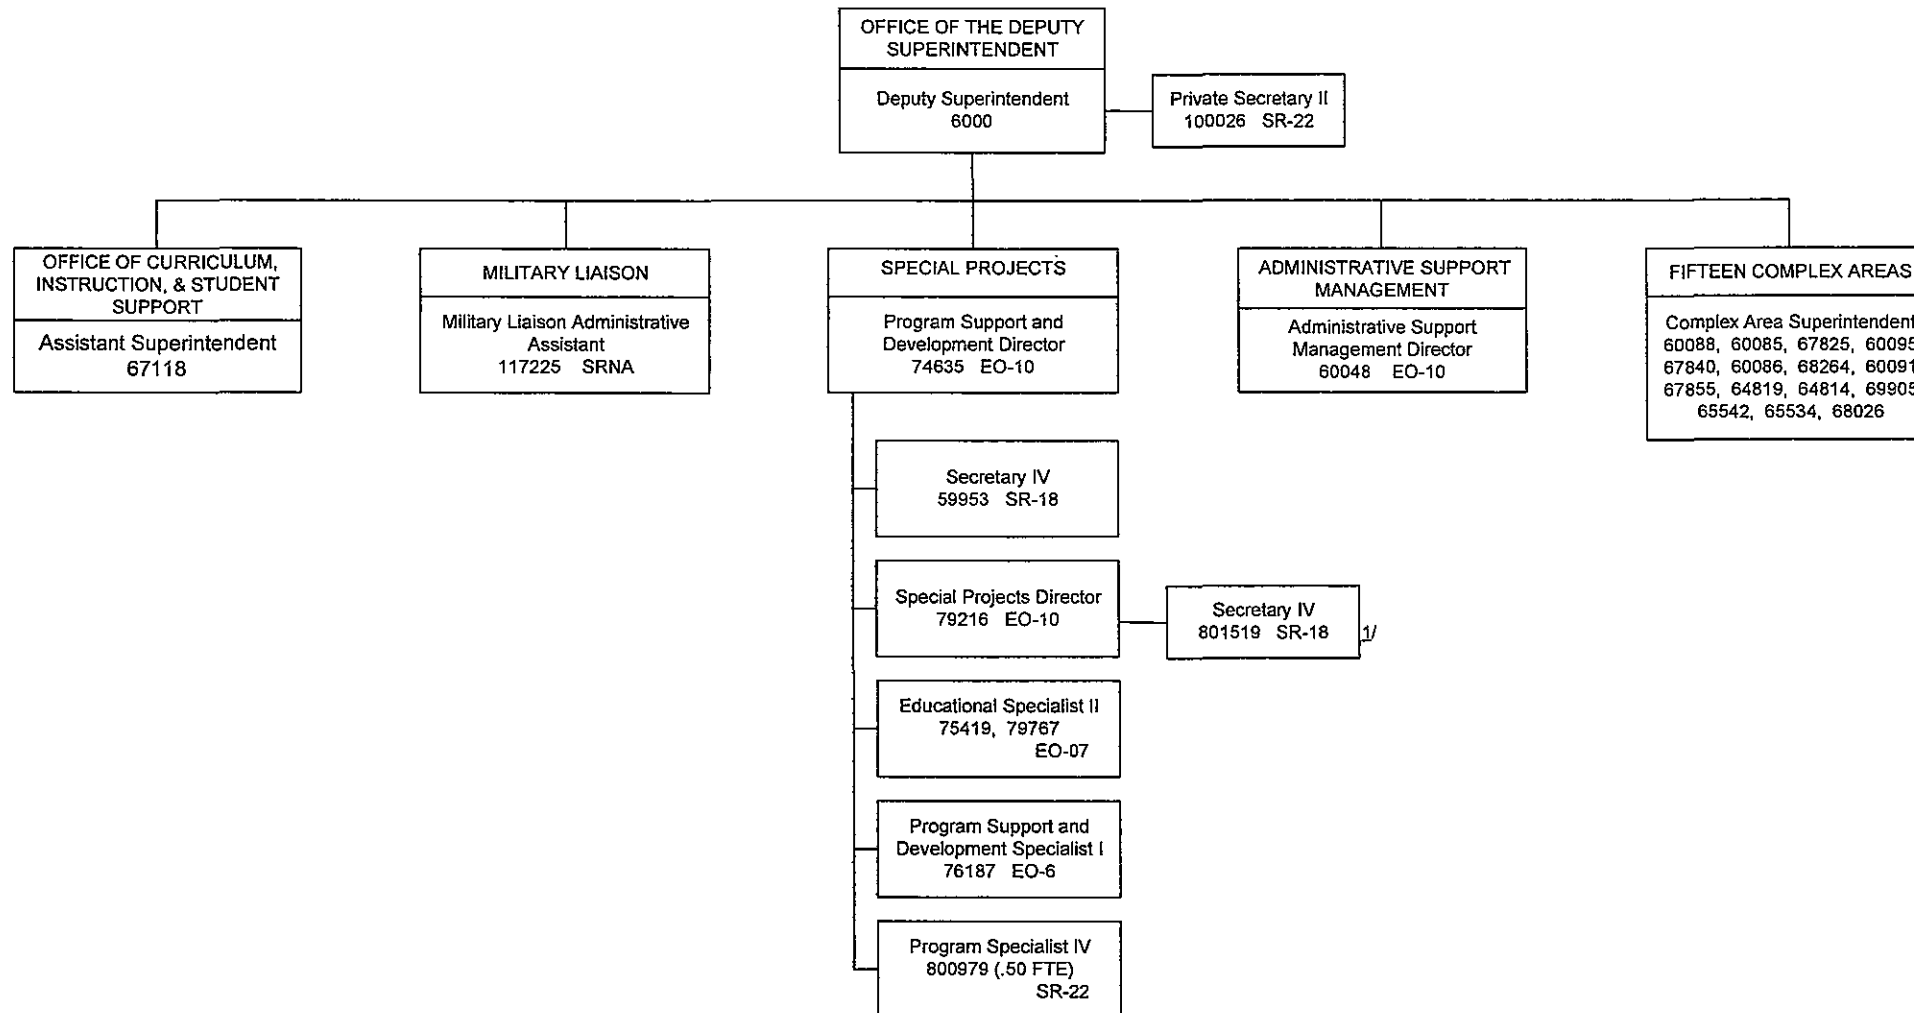 OFFICE OF THE DEPUTY
SUPERINTENDENT
Deputy Superintendent
6000
Private Secretary II
100026 SR-22
OFFICE OF CURRICULUM,
INSTRUCTION, & STUDENT
SUPPORT
Assistant Superintendent
67118
MILITARY LIAISON
Military Liaison Administrative
Assistant
117225 SRNA
SPECIAL PROJECTS
Program Support and
Development Director
74635 EO-10
ADMINISTRATIVE SUPPORT
MANAGEMENT
Administrative Support
Management Director
60048 EO-10
FIFTEEN COMPLEX AREAS
Complex Area Superintendent
60088, 60085, 67825, 60095
67840, 60086, 68264, 60091
67855, 64819, 64814, 69905
65542, 65534, 68026
Secretary IV
59953 SR-18
Special Projects Director
79216 EO-10
Secretary IV
801519 SR-18
1/
Educational Specialist II
75419, 79767
EO-07
Program Support and
Development Specialist I
76187 EO-6
Program Specialist IV
800979 (.50 FTE)
SR-22